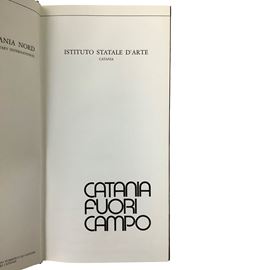 ANIA NORD
ISTITUTO STATALE D'ARTE
CATANIA
CATANIA
FUORI
CAMPO